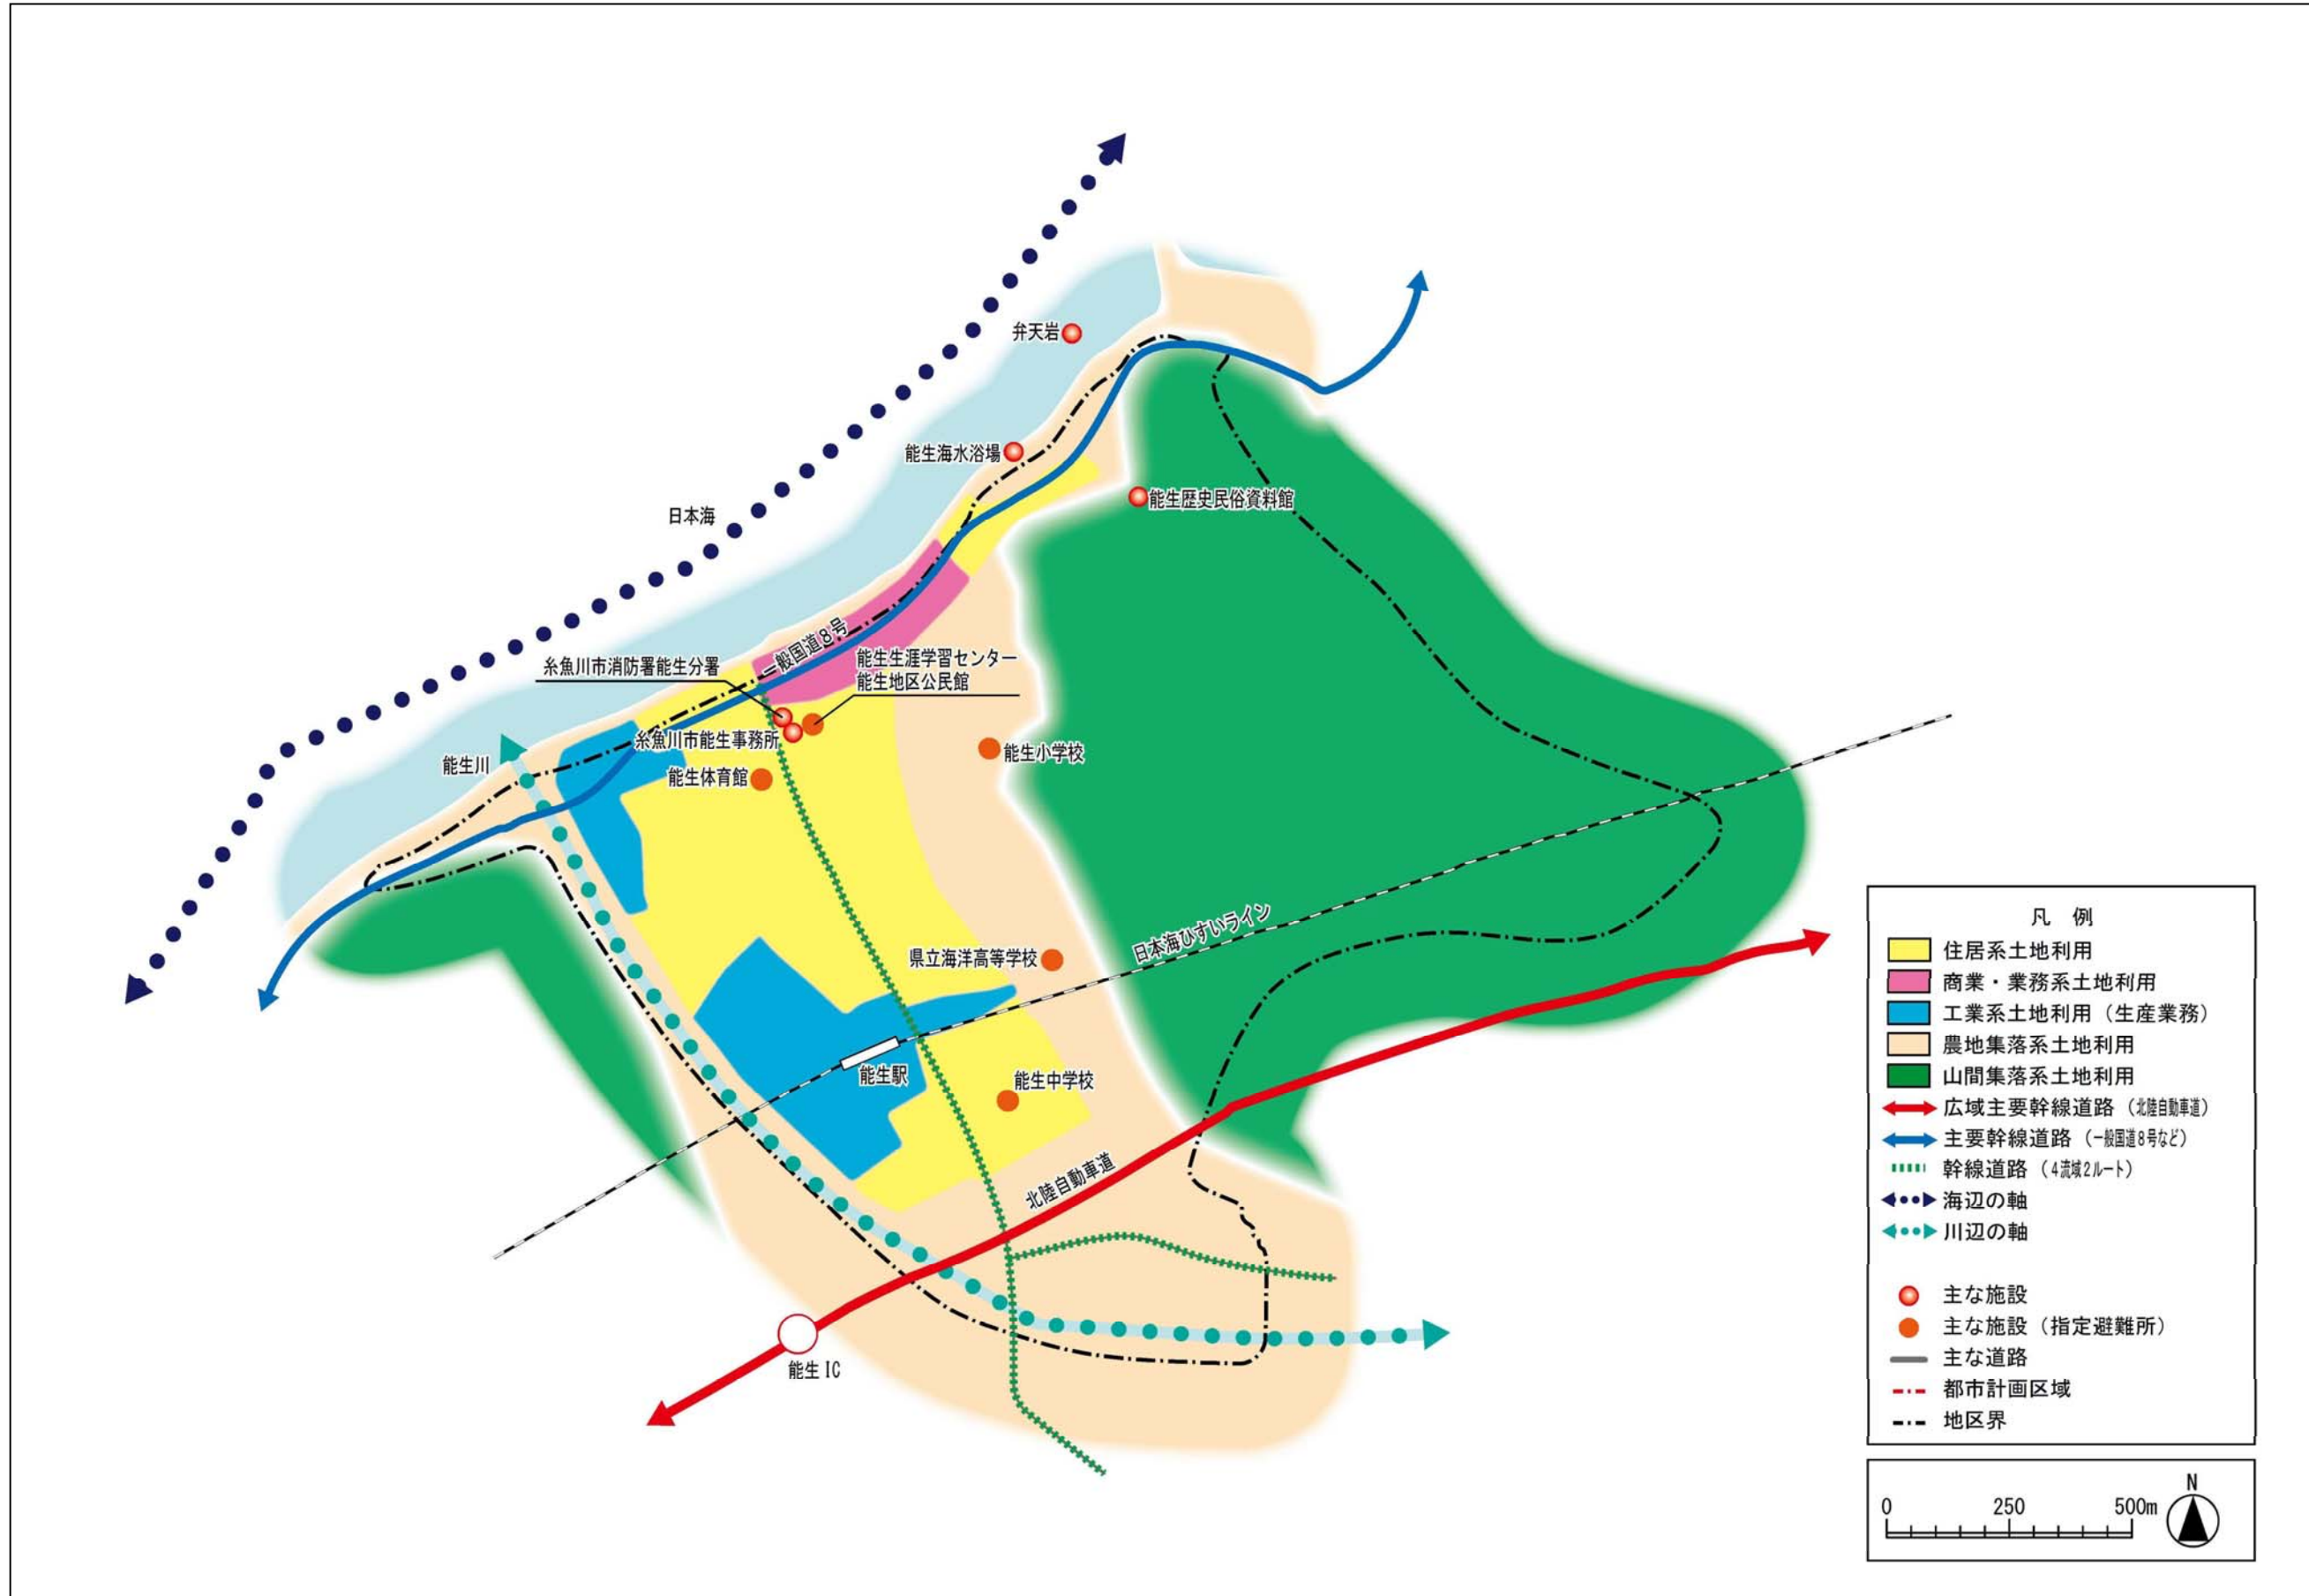 弁天岩
能生海水浴場
能生歴史民俗資料館
日本海
一般国道8号
糸魚川市消防署能生分署
能生生涯学習センター
能生地区公民館
糸魚川市能生事務所
能生小学校
能生川
能生体育館
日本海ひすいライン
県立海洋高等学校
能生駅
能生中学校
北陸自動車道
能生 IC
凡 例
住居系土地利用
商業・業務系土地利用
工業系土地利用（生産業務）
農地集落系土地利用
山間集落系土地利用
広域主要幹線道路（北陸自動車道）
主要幹線道路（一般国道8号など）
幹線道路（4流域2ルート）
海辺の軸
川辺の軸
主な施設
主な施設（指定避難所）
主な道路
都市計画区域
地区界
N
0 250 500m